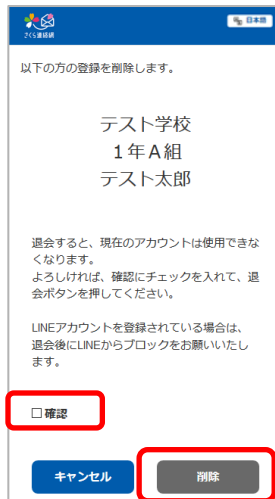 さくら連絡網
日本語
以下の方の登録を削除します。
テスト学校
1年A組
テスト太郎
退会すると、現在のアカウントは使用できな
くなります。
よろしければ、確認にチェックを入れて、退
会ボタンを押してください。
LINEアカウントを登録されている場合は、
退会後にLINEからブロックをお願いいたし
ます。
確認
キャンセル
削除